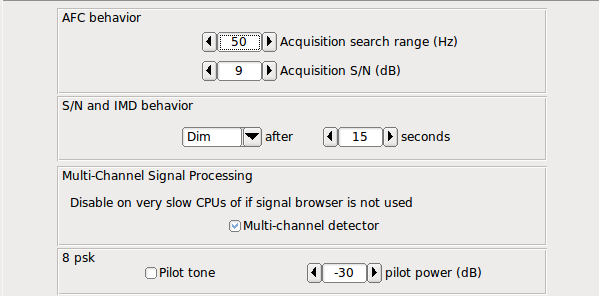 AFC behavior
50 Acquisition search range (Hz)
9 Acquisition S/N (dB)
S/N and IMD behavior
Dim after 15 seconds
Multi-Channel Signal Processing
Disable on very slow CPUs of if signal browser is not used
Multi-channel detector
8 psk
Pilot tone -30 pilot power (dB)